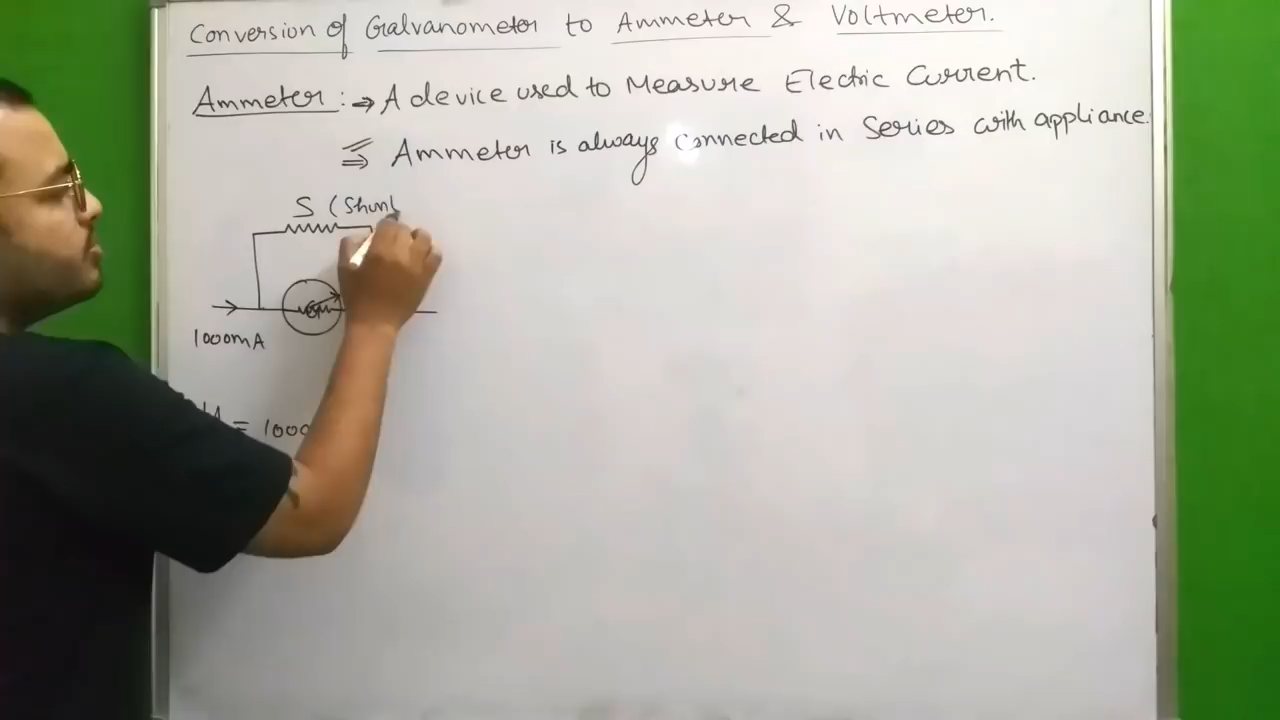 Conversion of Galvanometer to Ammeter & Voltmeter.
Ammeter :→ A device used to Measure Electric Current.
⇒ Ammeter is always connected in Series with appliance.
S (Shunt
G
1000mA
= 1000